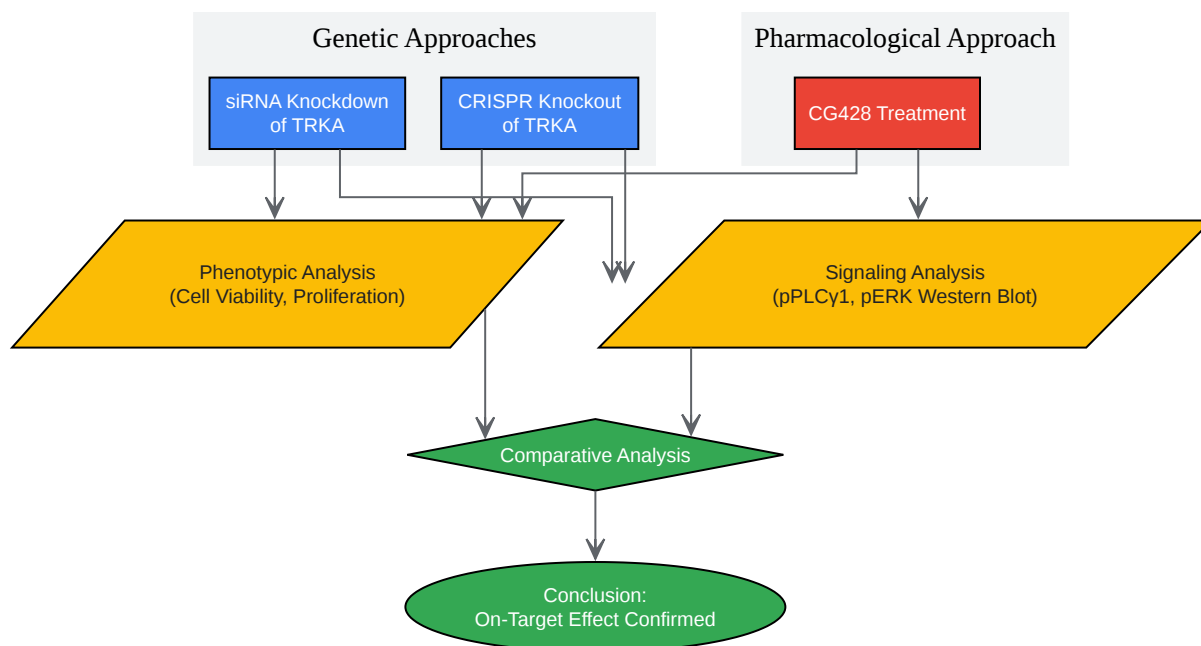 Genetic Approaches
Pharmacological Approach
siRNA Knockdown
of TRKA
CRISPR Knockout
of TRKA
CG428 Treatment
Phenotypic Analysis
(Cell Viability, Proliferation)
Signaling Analysis
(pPLCγ1, pERK Western Blot)
Comparative Analysis
Conclusion:
On-Target Effect Confirmed